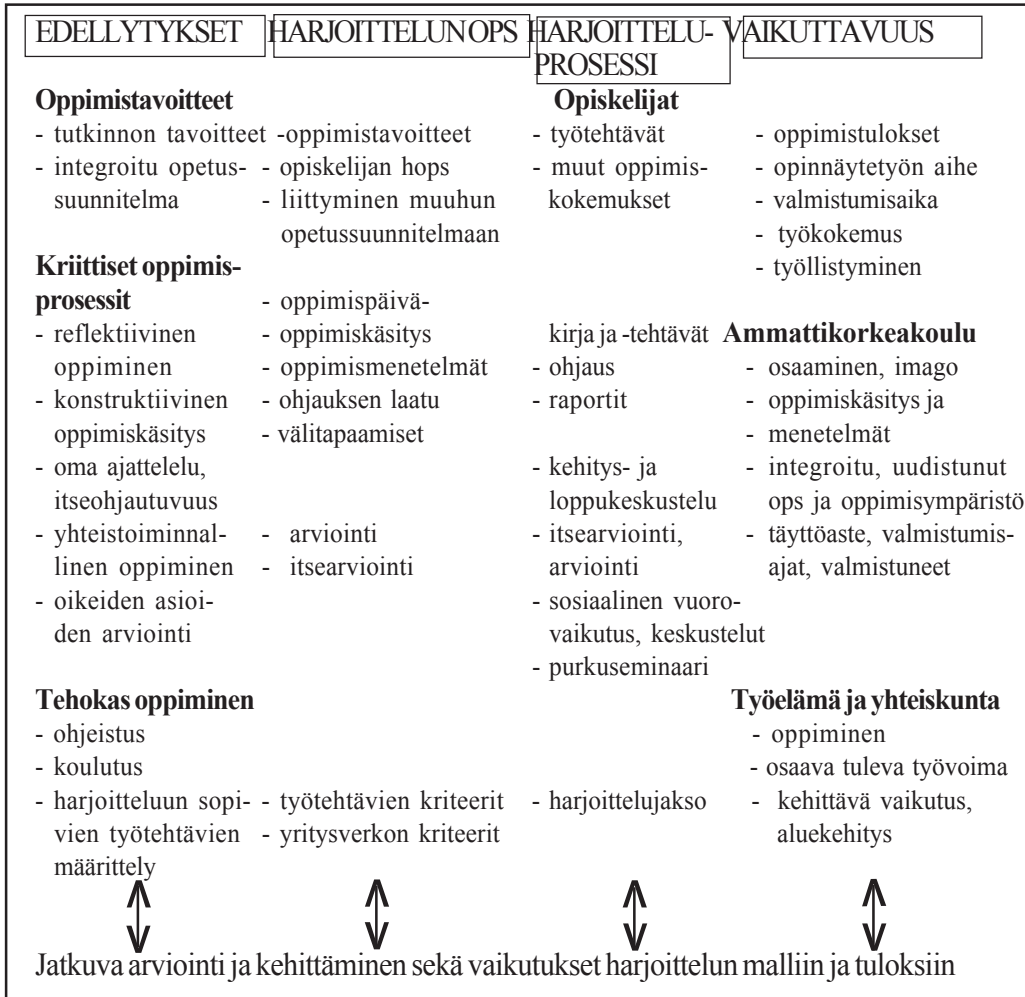 EDELLYTYKSET HARJOITTELUN OPS HARJOITTELU- VAIKUTTAVUUS
PROSESSI
Oppimistavoitteet Opiskelijat
- tutkinnon tavoitteet -oppimistavoitteet - työtehtävät - oppimistulokset
- integroitu opetus- - opiskelijan hops - muut oppimis- - opinnäytetyön aihe
suunnitelma - liittyminen muuhun kokemukset - valmistumisaika
opetussuunnitelmaan - työkokemus
Kriittiset oppimis- - työllistyminen
prosessit - oppimispäivä-
- reflektiivinen - oppimiskäsitys kirja ja -tehtävät Ammattikorkeakoulu
oppiminen - oppimismenetelmät - ohjaus - osaaminen, imago
- konstruktiivinen - ohjauksen laatu - raportit - oppimiskäsitys ja
oppimiskäsitys - välitapaamiset - menetelmät
- oma ajattelelu, - kehitys- ja - integroitu, uudistunut
itseohjautuvuus loppukeskustelu ops ja oppimisympäristö
- yhteistoiminnal- - arviointi - itsearviointi, - täyttöaste, valmistumis-
linen oppiminen - itsearviointi arviointi ajat, valmistuneet
- oikeiden asioi- - sosiaalinen vuoro-
den arviointi vaikutus, keskustelut
- purkuseminaari
Tehokas oppiminen Työelämä ja yhteiskunta
- ohjeistus - oppiminen
- koulutus - osaava tuleva työvoima
- harjoitteluun sopi- - työtehtävien kriteerit - harjoittelujakso - kehittävä vaikutus,
vien työtehtävien - yritysverkon kriteerit aluekehitys
määrittely
Jatkuva arviointi ja kehittäminen sekä vaikutukset harjoittelun malliin ja tuloksiin